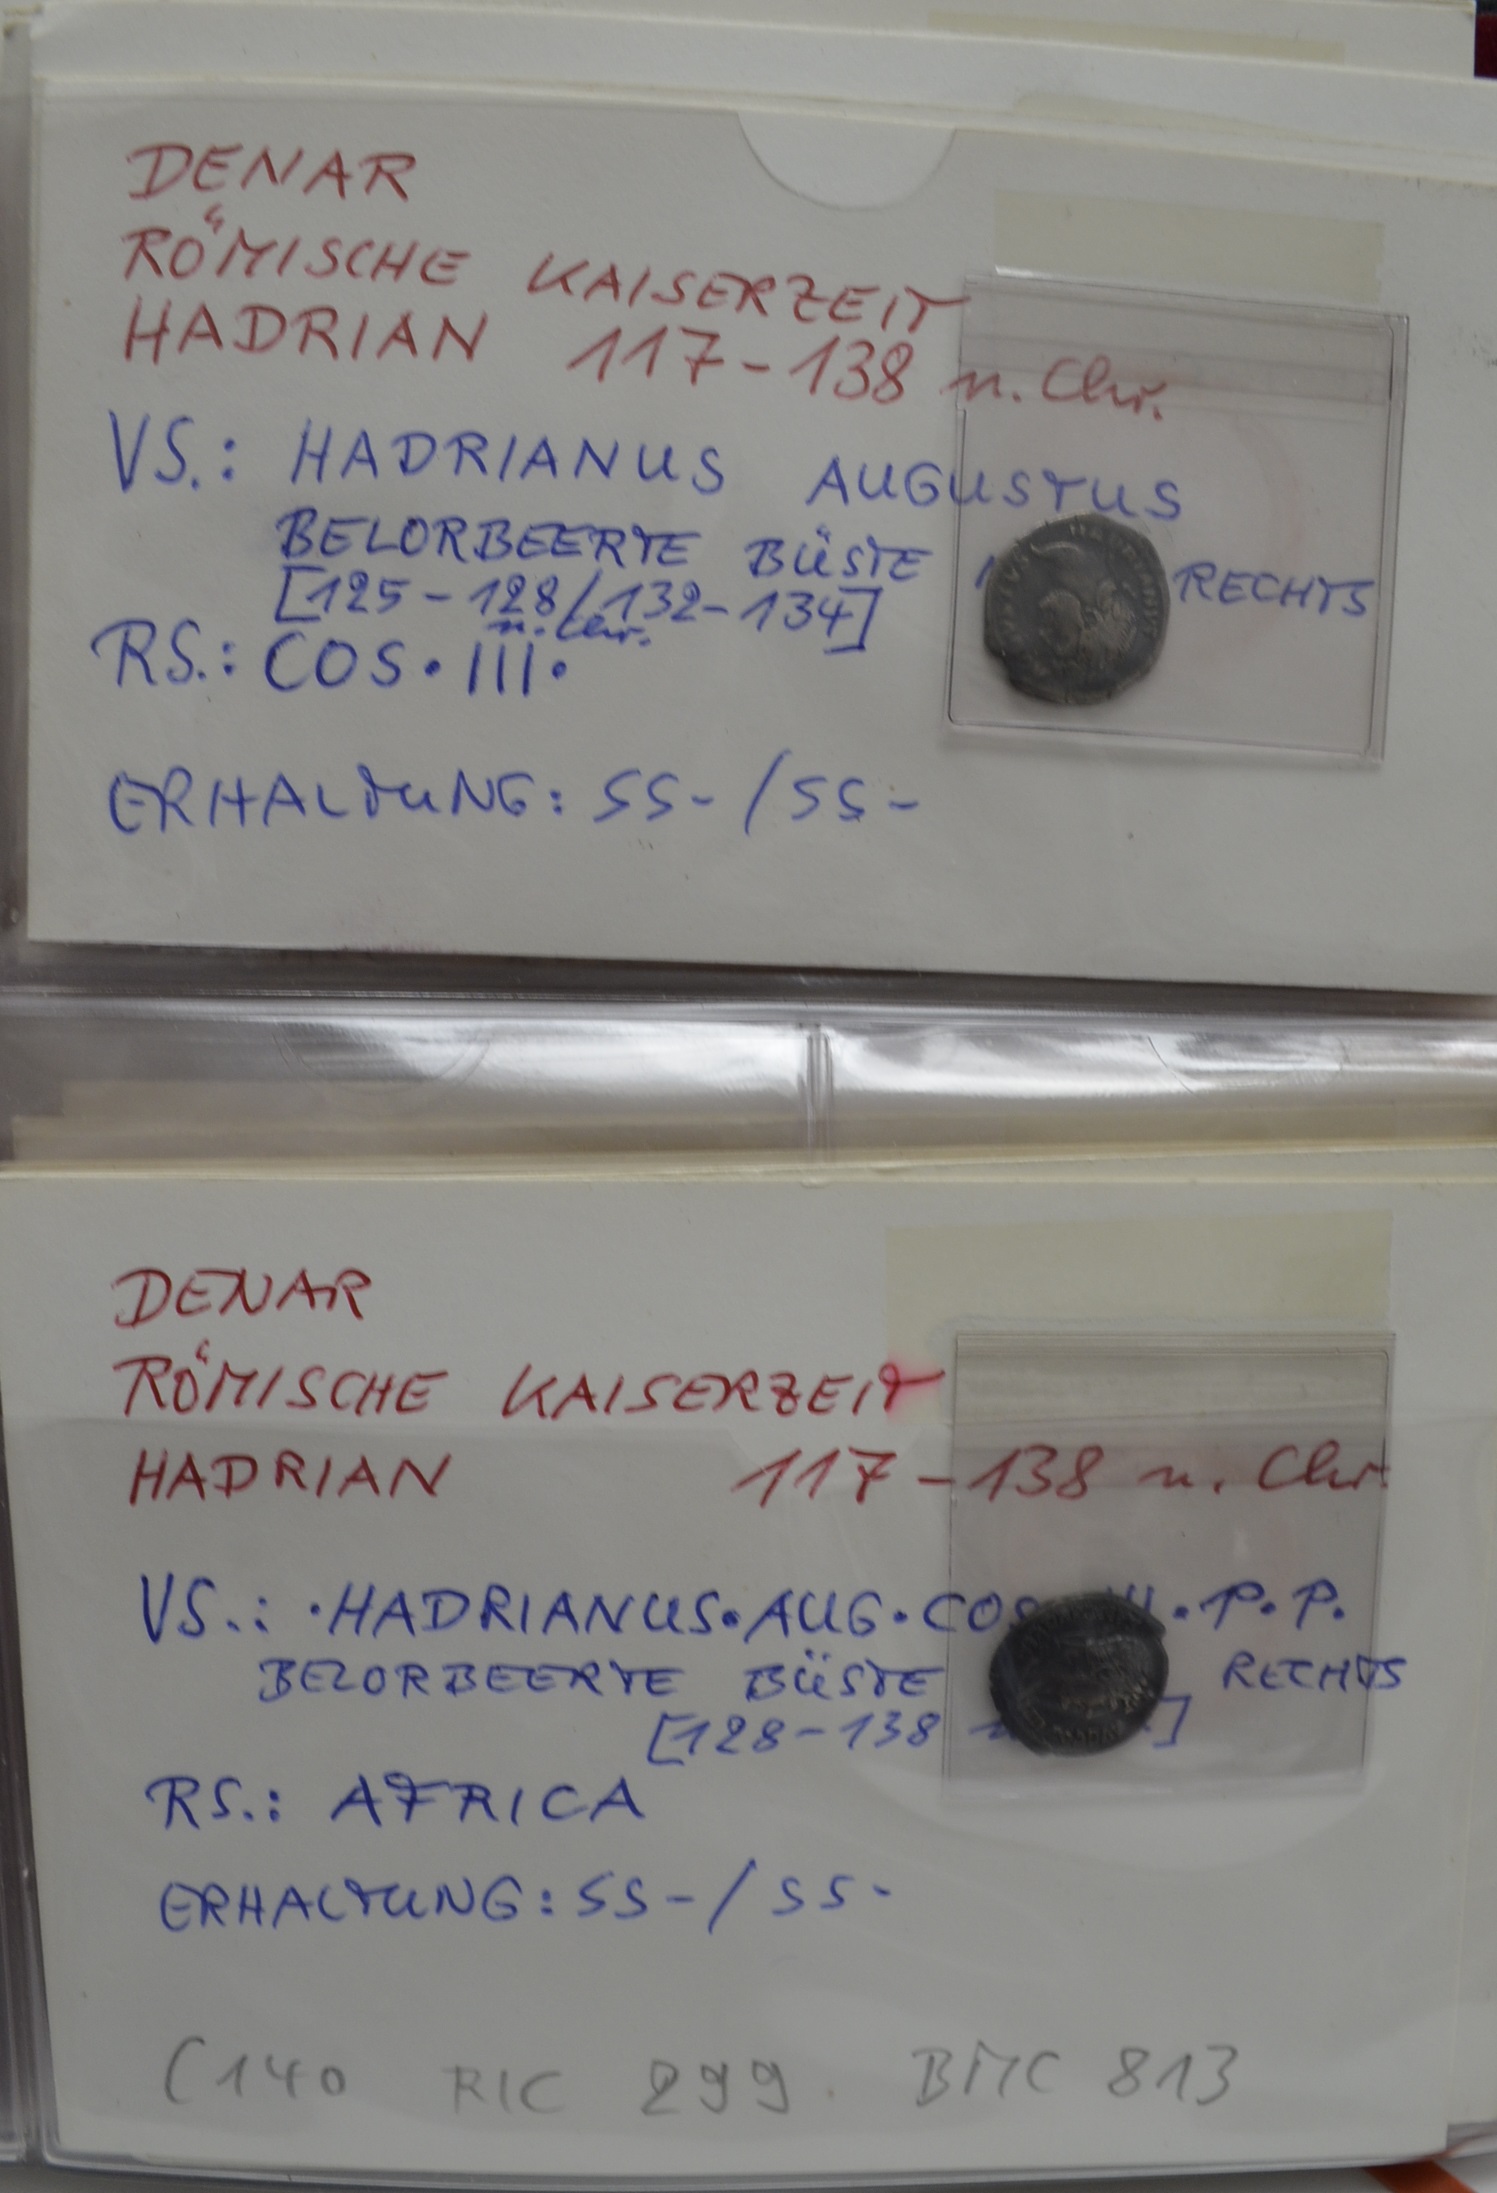 DENAR
RÖMISCHE KAISERZEIT
HADRIAN 117-138 n. Chr.
VS.: HADRIANUS AUGUSTUS
BELORBEERTE BÜSTE RECHTS
[125-128/132-134]
n. Chr.
RS.: COS·III·
ERHALTUNG: SS-/SS-
DENAR
RÖMISCHE KAISERZEIT
HADRIAN 117-138 n. Chr.
VS.: ·HADRIANUS·AUG·COS ·P·P.
BELORBEERTE BÜSTE RECHTS
[128-138 ]
RS.: AFRICA
ERHALTUNG: SS-/SS-
C140 RIC 299. BMC 813